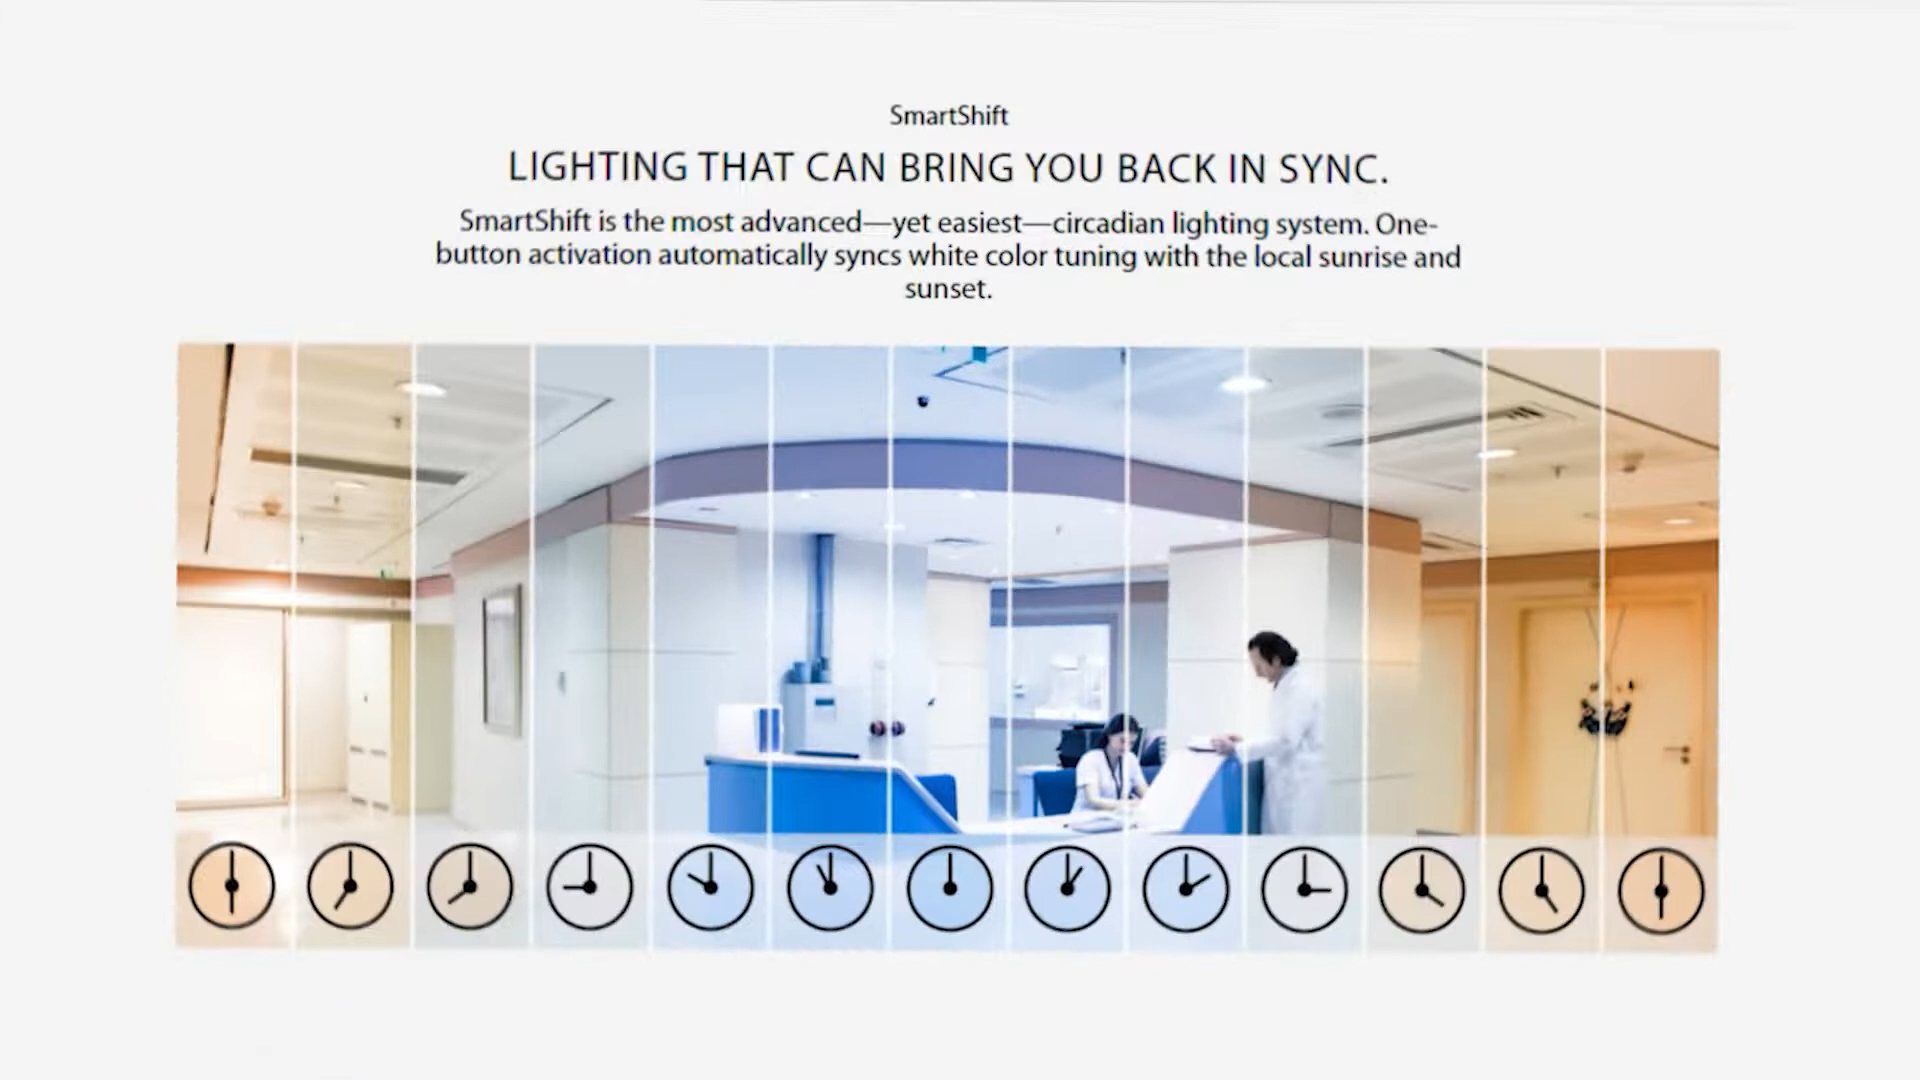 SmartShift
LIGHTING THAT CAN BRING YOU BACK IN SYNC.
SmartShift is the most advanced—yet easiest—circadian lighting system. One-
button activation automatically syncs white color tuning with the local sunrise and
sunset.